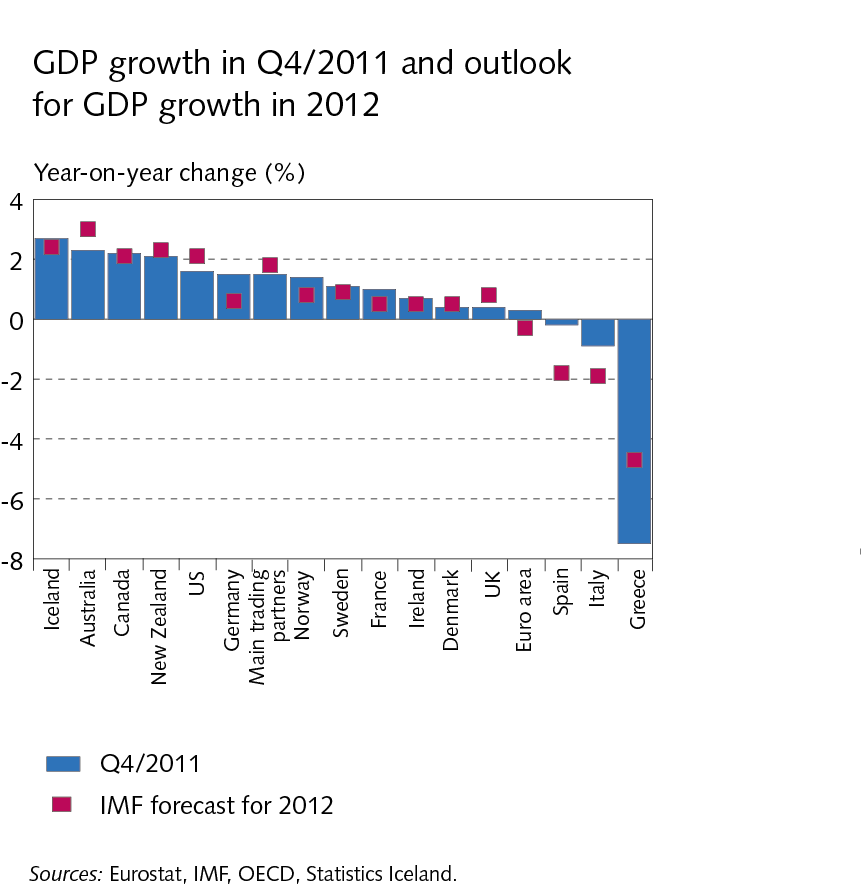 GDP growth in Q4/2011 and outlook
for GDP growth in 2012
Year-on-year change (%)
4
2
0
-2
-4
-6
-8
Iceland
Australia
Canada
New Zealand
US
Germany
Main trading
partners
Norway
Sweden
France
Ireland
Denmark
UK
Euro area
Spain
Italy
Greece
Q4/2011
IMF forecast for 2012
Sources: Eurostat, IMF, OECD, Statistics Iceland.